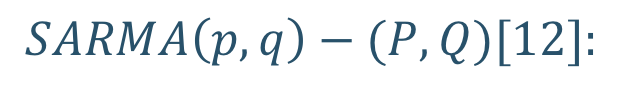 SARMA(p, q) − (P, Q)[12]: